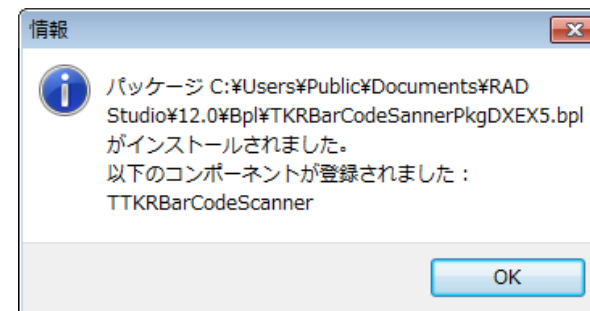 情報
パッケージ C:¥Users¥Public¥Documents¥RAD
Studio¥12.0¥Bpl¥TKRBarCodeSannerPkgDXEX5.bpl
がインストールされました。
以下のコンポーネントが登録されました：
TTKRBarCodeScanner
OK